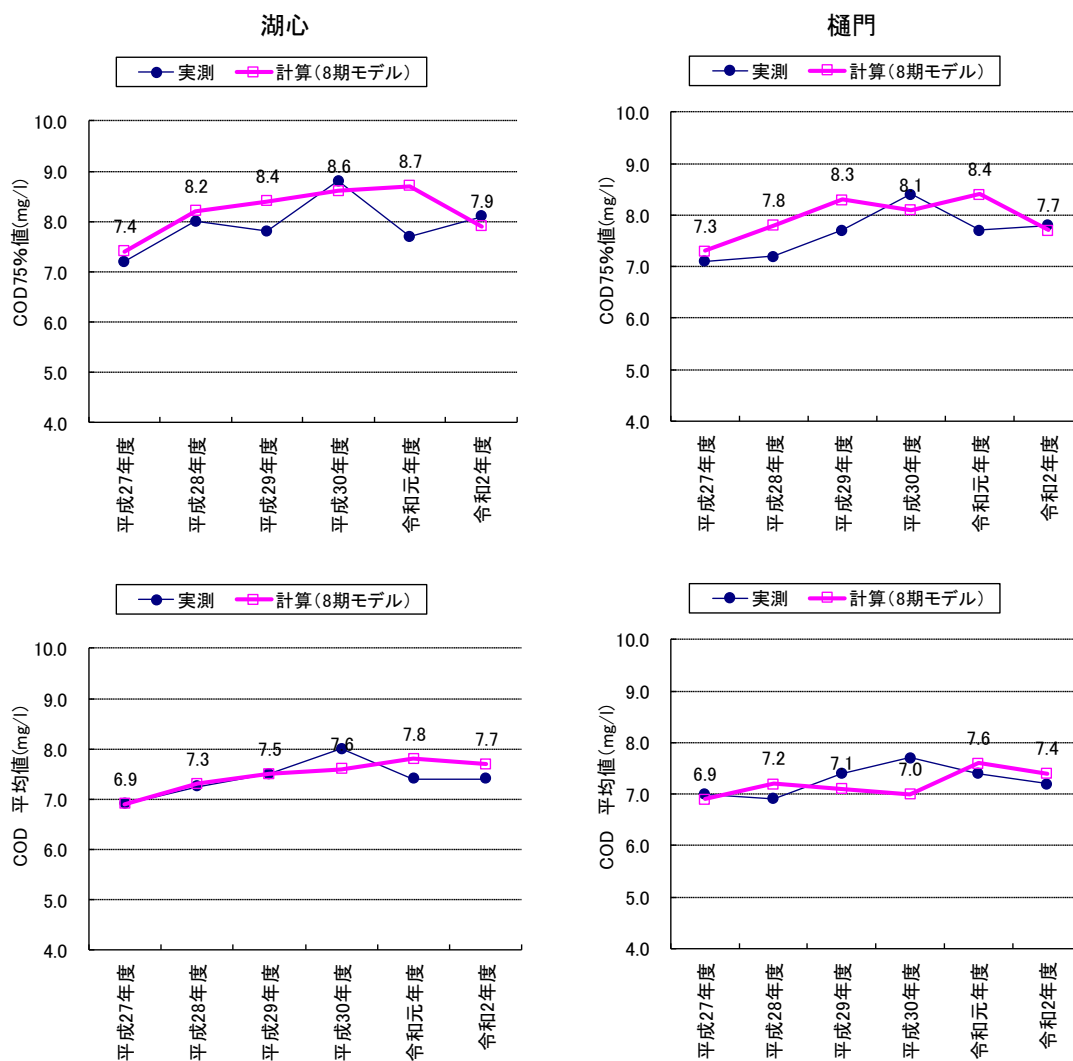 湖心
樋門
実測 計算(8期モデル)
実測 計算(8期モデル)
COD75%値(mg/l)
10.0
9.0
8.0
7.0
6.0
5.0
4.0
7.4
8.2
8.4
8.6
8.7
7.9
平成27年度
平成28年度
平成29年度
平成30年度
令和元年度
令和2年度
COD75%値(mg/l)
10.0
9.0
8.0
7.0
6.0
5.0
4.0
7.3
7.8
8.3
8.1
8.4
7.7
平成27年度
平成28年度
平成29年度
平成30年度
令和元年度
令和2年度
実測 計算(8期モデル)
実測 計算(8期モデル)
COD 平均値(mg/l)
10.0
9.0
8.0
7.0
6.0
5.0
4.0
6.9
7.3
7.5
7.6
7.8
7.7
平成27年度
平成28年度
平成29年度
平成30年度
令和元年度
令和2年度
COD 平均値(mg/l)
10.0
9.0
8.0
7.0
6.0
5.0
4.0
6.9
7.2
7.1
7.0
7.6
7.4
平成27年度
平成28年度
平成29年度
平成30年度
令和元年度
令和2年度